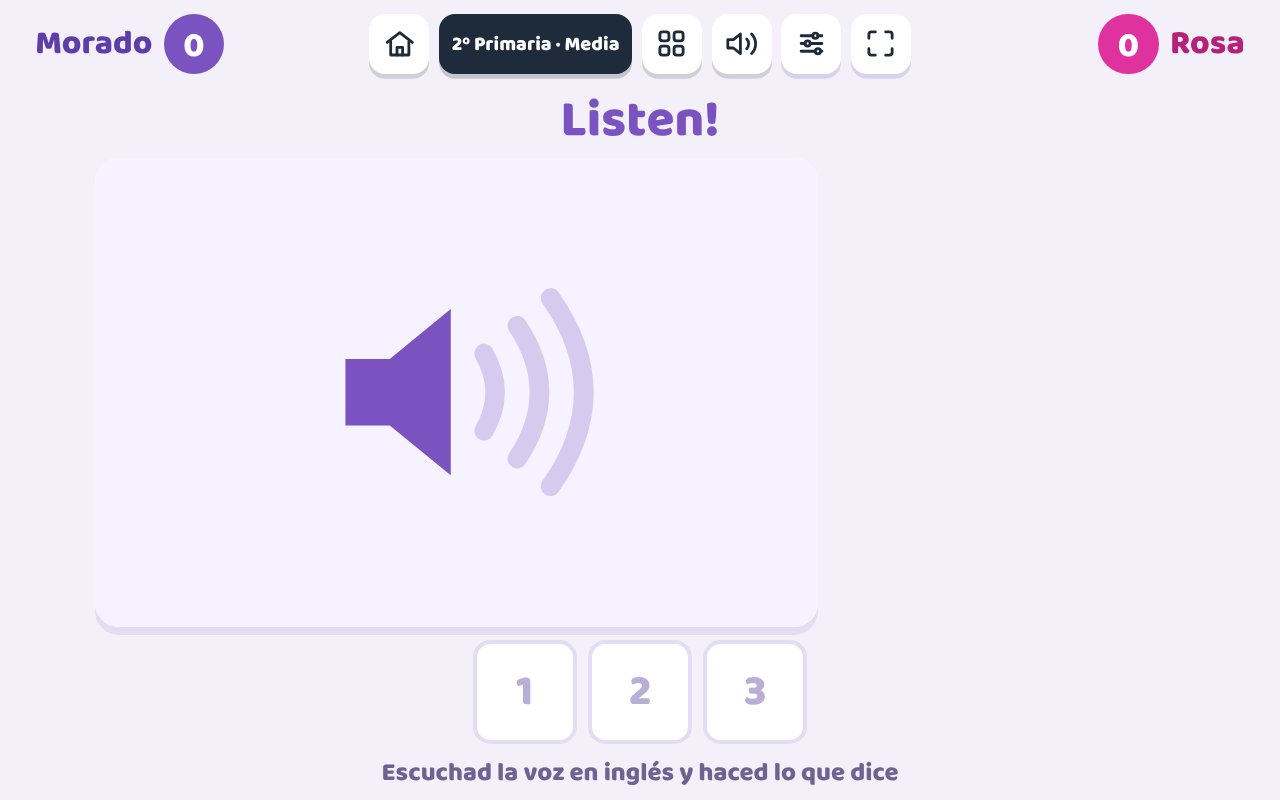 Morado 0
2º Primaria · Media
0 Rosa
Listen!
1 2 3
Escuchad la voz en inglés y haced lo que dice